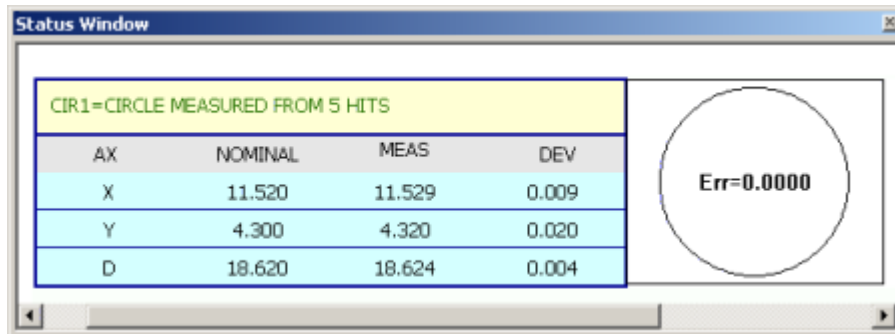 Status Window
CIR1=CIRCLE MEASURED FROM 5 HITS
AX NOMINAL MEAS DEV
X 11.520 11.529 0.009
Y 4.300 4.320 0.020
D 18.620 18.624 0.004
Err=0.0000